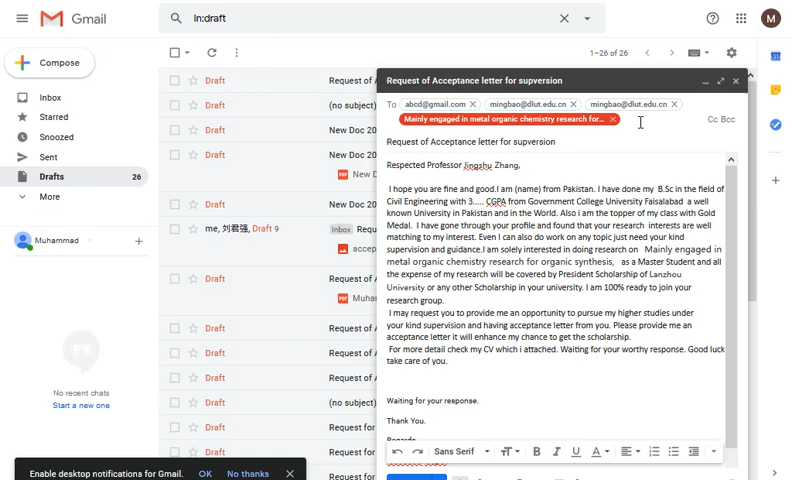 Gmail
in:draft
M
Compose
1–26 of 26
Inbox
Starred
Snoozed
Sent
Drafts 26
More
Muhammad
No recent chats
Start a new one
Enable desktop notifications for Gmail. OK No thanks
Draft Request of A
Draft (no subject)
Draft New Doc 20
Draft New Doc 20
PDF New D
Draft New Doc 20
me, 刘君强, Draft 9 Inbox Requ
accep
Draft Request of A
PDF Muha
Draft Request of A
Draft Request of A
Draft Request of A
Draft (no subject)
Draft Request for
Draft Request for
Request for
Request of Acceptance letter for supversion
To abcd@gmail.com mingbao@dlut.edu.cn mingbao@dlut.edu.cn
Mainly engaged in metal organic chemistry research for...
Cc Bcc
Request of Acceptance letter for supversion
Respected Professor Jingshu Zhang,
I hope you are fine and good.I am (name) from Pakistan. I have done my B.Sc in the field of
Civil Engineering with 3..... CGPA from Government College University Faisalabad a well
known University in Pakistan and in the World. Also i am the topper of my class with Gold
Medal. I have gone through your profile and found that your research interests are well
matching to my interest. Even I can also do work on any topic just need your kind
supervision and guidance.I am solely interested in doing research on Mainly engaged in
metal organic chemistry research for organic synthesis, as a Master Student and all
the expense of my research will be covered by President Scholarship of Lanzhou
University or any other Scholarship in your university. I am 100% ready to join your
research group.
I may request you to provide me an opportunity to pursue my higher studies under
your kind supervision and having acceptance letter from you. Please provide me an
acceptance letter it will enhance my chance to get the scholarship.
For more detail check my CV which i attached. Waiting for your worthy response. Good luck
take care of you.
Waiting for your response.
Thank You.
Regards
Sans Serif